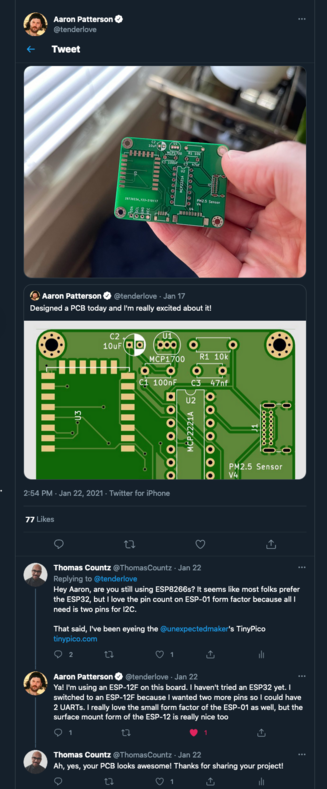 Aaron Patterson
@tenderlove
Tweet
Aaron Patterson @tenderlove · Jan 17
Designed a PCB today and I'm really excited about it!
C2
10uF
U1
MCP1700
R1 10k
C1 100nF
C3 47nf
U3
U2
MCP2221A
J1
PM2.5 Sensor
V4
2:54 PM · Jan 22, 2021 · Twitter for iPhone
77 Likes
Thomas Countz @ThomasCountz · Jan 22
Replying to @tenderlove
Hey Aaron, are you still using ESP8266s? It seems like most folks prefer
the ESP32, but I love the pin count on ESP-01 form factor because all I
need is two pins for I2C.
That said, I've been eyeing the @unexpectedmaker's TinyPico
tinypico.com
2
1
Aaron Patterson @tenderlove · Jan 22
Ya! I'm using an ESP-12F on this board. I haven't tried an ESP32 yet. I
switched to an ESP-12F because I wanted two more pins so I could have
2 UARTs. I really love the small form factor of the ESP-01 as well, but the
surface mount form of the ESP-12 is really nice too
1
1
Thomas Countz @ThomasCountz · Jan 22
Ah, yes, your PCB looks awesome! Thanks for sharing your project!
1